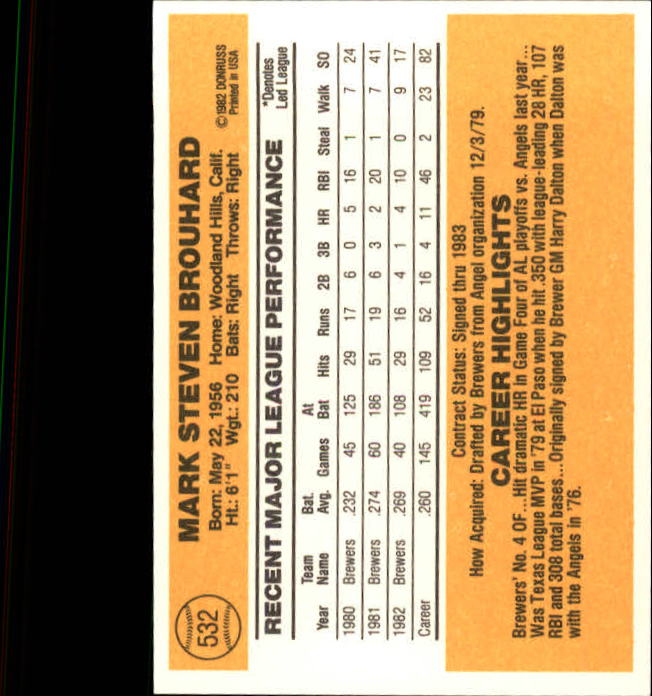 532
MARK STEVEN BROUHARD
Born: May 22, 1956 Home: Woodland Hills, Calif.
Ht.: 6'1" Wgt.: 210 Bats: Right Throws: Right
©1982 DONRUSS
Printed in USA
RECENT MAJOR LEAGUE PERFORMANCE
*Denotes
Led League
Year Team Name Bat. Avg. Games At Bat Hits Runs 2B 3B HR RBI Steal Walk SO
1980 Brewers .232 45 125 29 17 6 0 5 16 1 7 24
1981 Brewers .274 60 186 51 19 6 3 2 20 1 7 41
1982 Brewers .269 40 108 29 16 4 1 4 10 0 9 17
Career .260 145 419 109 52 16 4 11 46 2 23 82
Contract Status: Signed thru 1983
How Acquired: Drafted by Brewers from Angel organization 12/3/79.
CAREER HIGHLIGHTS
Brewers' No. 4 OF...Hit dramatic HR in Game Four of AL playoffs vs. Angels last year...
Was Texas League MVP in '79 at El Paso when he hit .350 with league-leading 28 HR, 107
RBI and 308 total bases...Originally signed by Brewer GM Harry Dalton when Dalton was
with the Angels in '76.